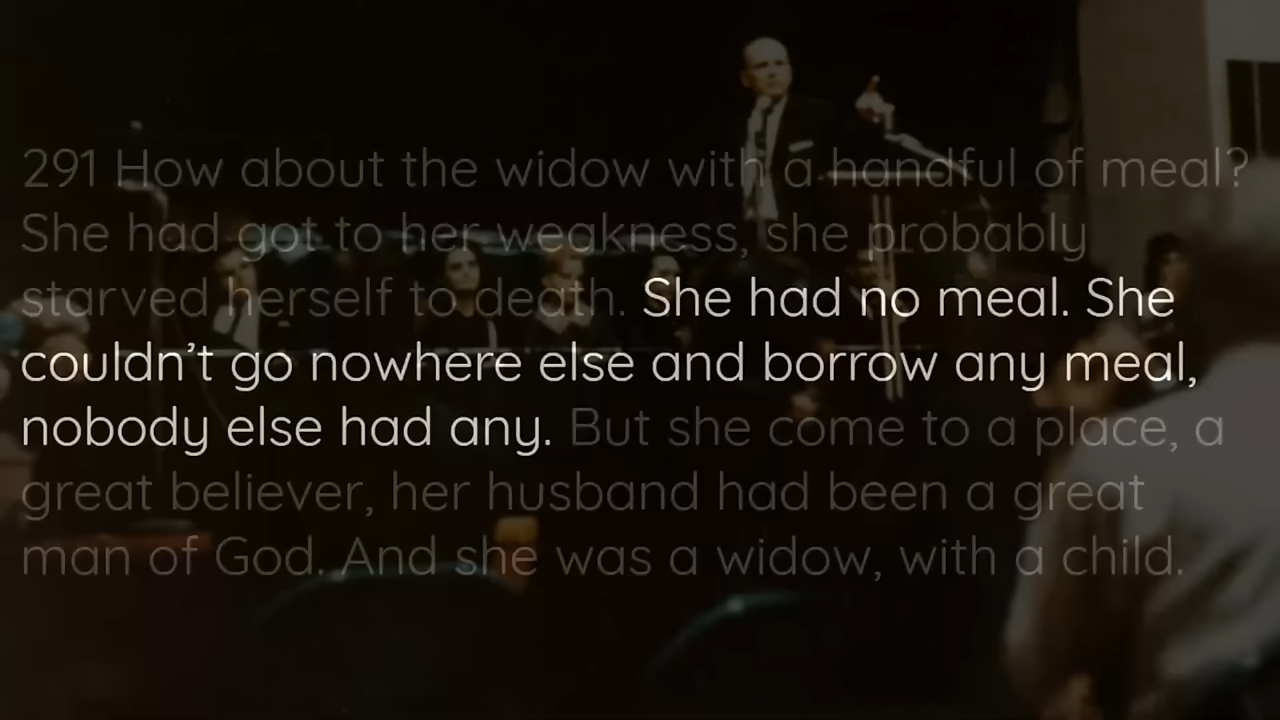 291 How about the widow with a handful of meal?
She had got to her weakness, she probably
starved herself to death. She had no meal. She
couldn’t go nowhere else and borrow any meal,
nobody else had any. But she come to a place, a
great believer, her husband had been a great
man of God. And she was a widow, with a child.